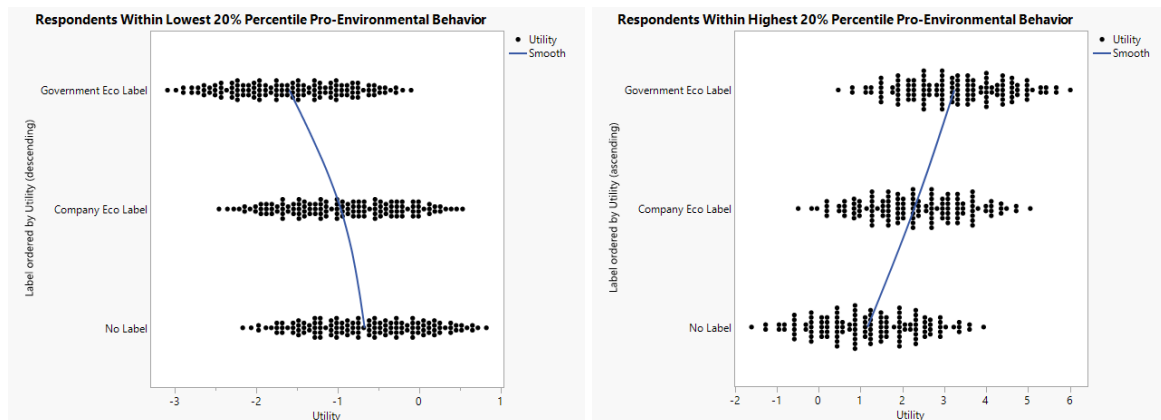 Respondents Within Lowest 20% Percentile Pro-Environmental Behavior
Utility
Smooth
Label ordered by Utility (descending)
Government Eco Label
Company Eco Label
No Label
-3 -2 -1 0 1
Utility
Respondents Within Highest 20% Percentile Pro-Environmental Behavior
Utility
Smooth
Label ordered by Utility (ascending)
Government Eco Label
Company Eco Label
No Label
-2 -1 0 1 2 3 4 5 6
Utility